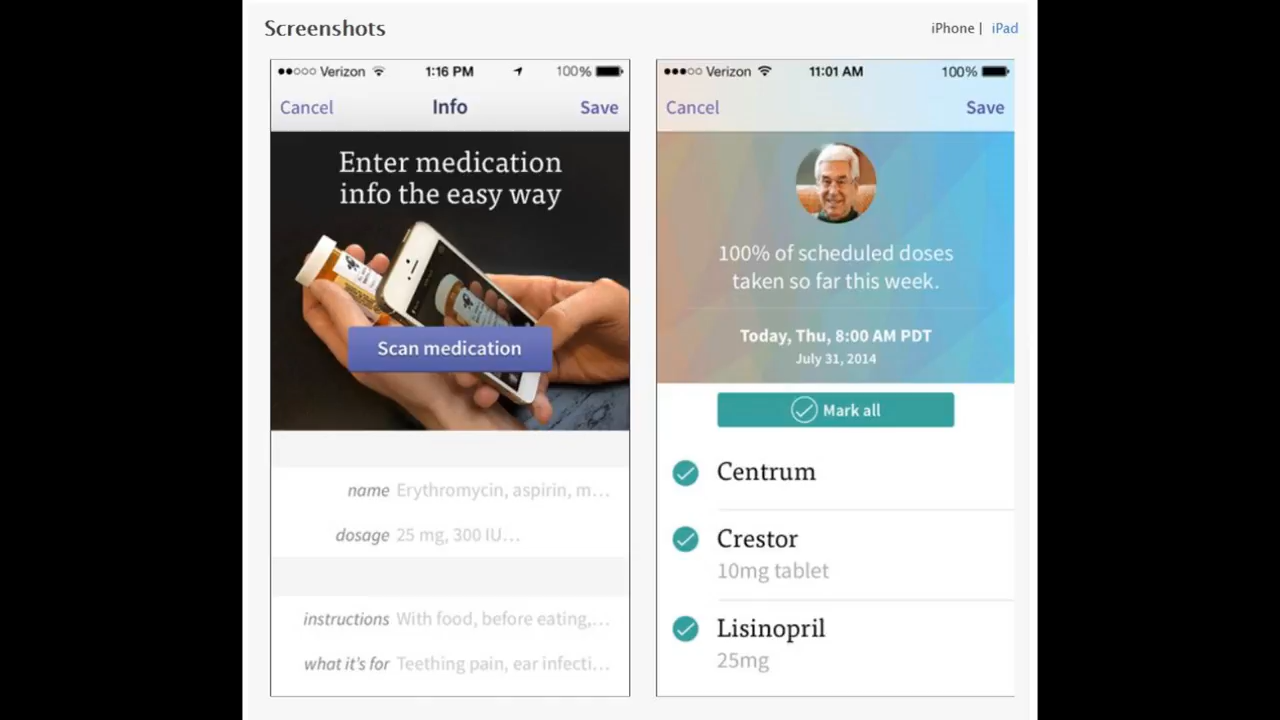 Screenshots
iPhone | iPad
Verizon 1:16 PM 100%
Cancel Info Save
Enter medication
info the easy way
Scan medication
name Erythromycin, aspirin, m...
dosage 25 mg, 300 IU...
instructions With food, before eating,...
what it's for Teething pain, ear infecti...
Verizon 11:01 AM 100%
Cancel Save
100% of scheduled doses
taken so far this week.
Today, Thu, 8:00 AM PDT
July 31, 2014
Mark all
Centrum
Crestor
10mg tablet
Lisinopril
25mg